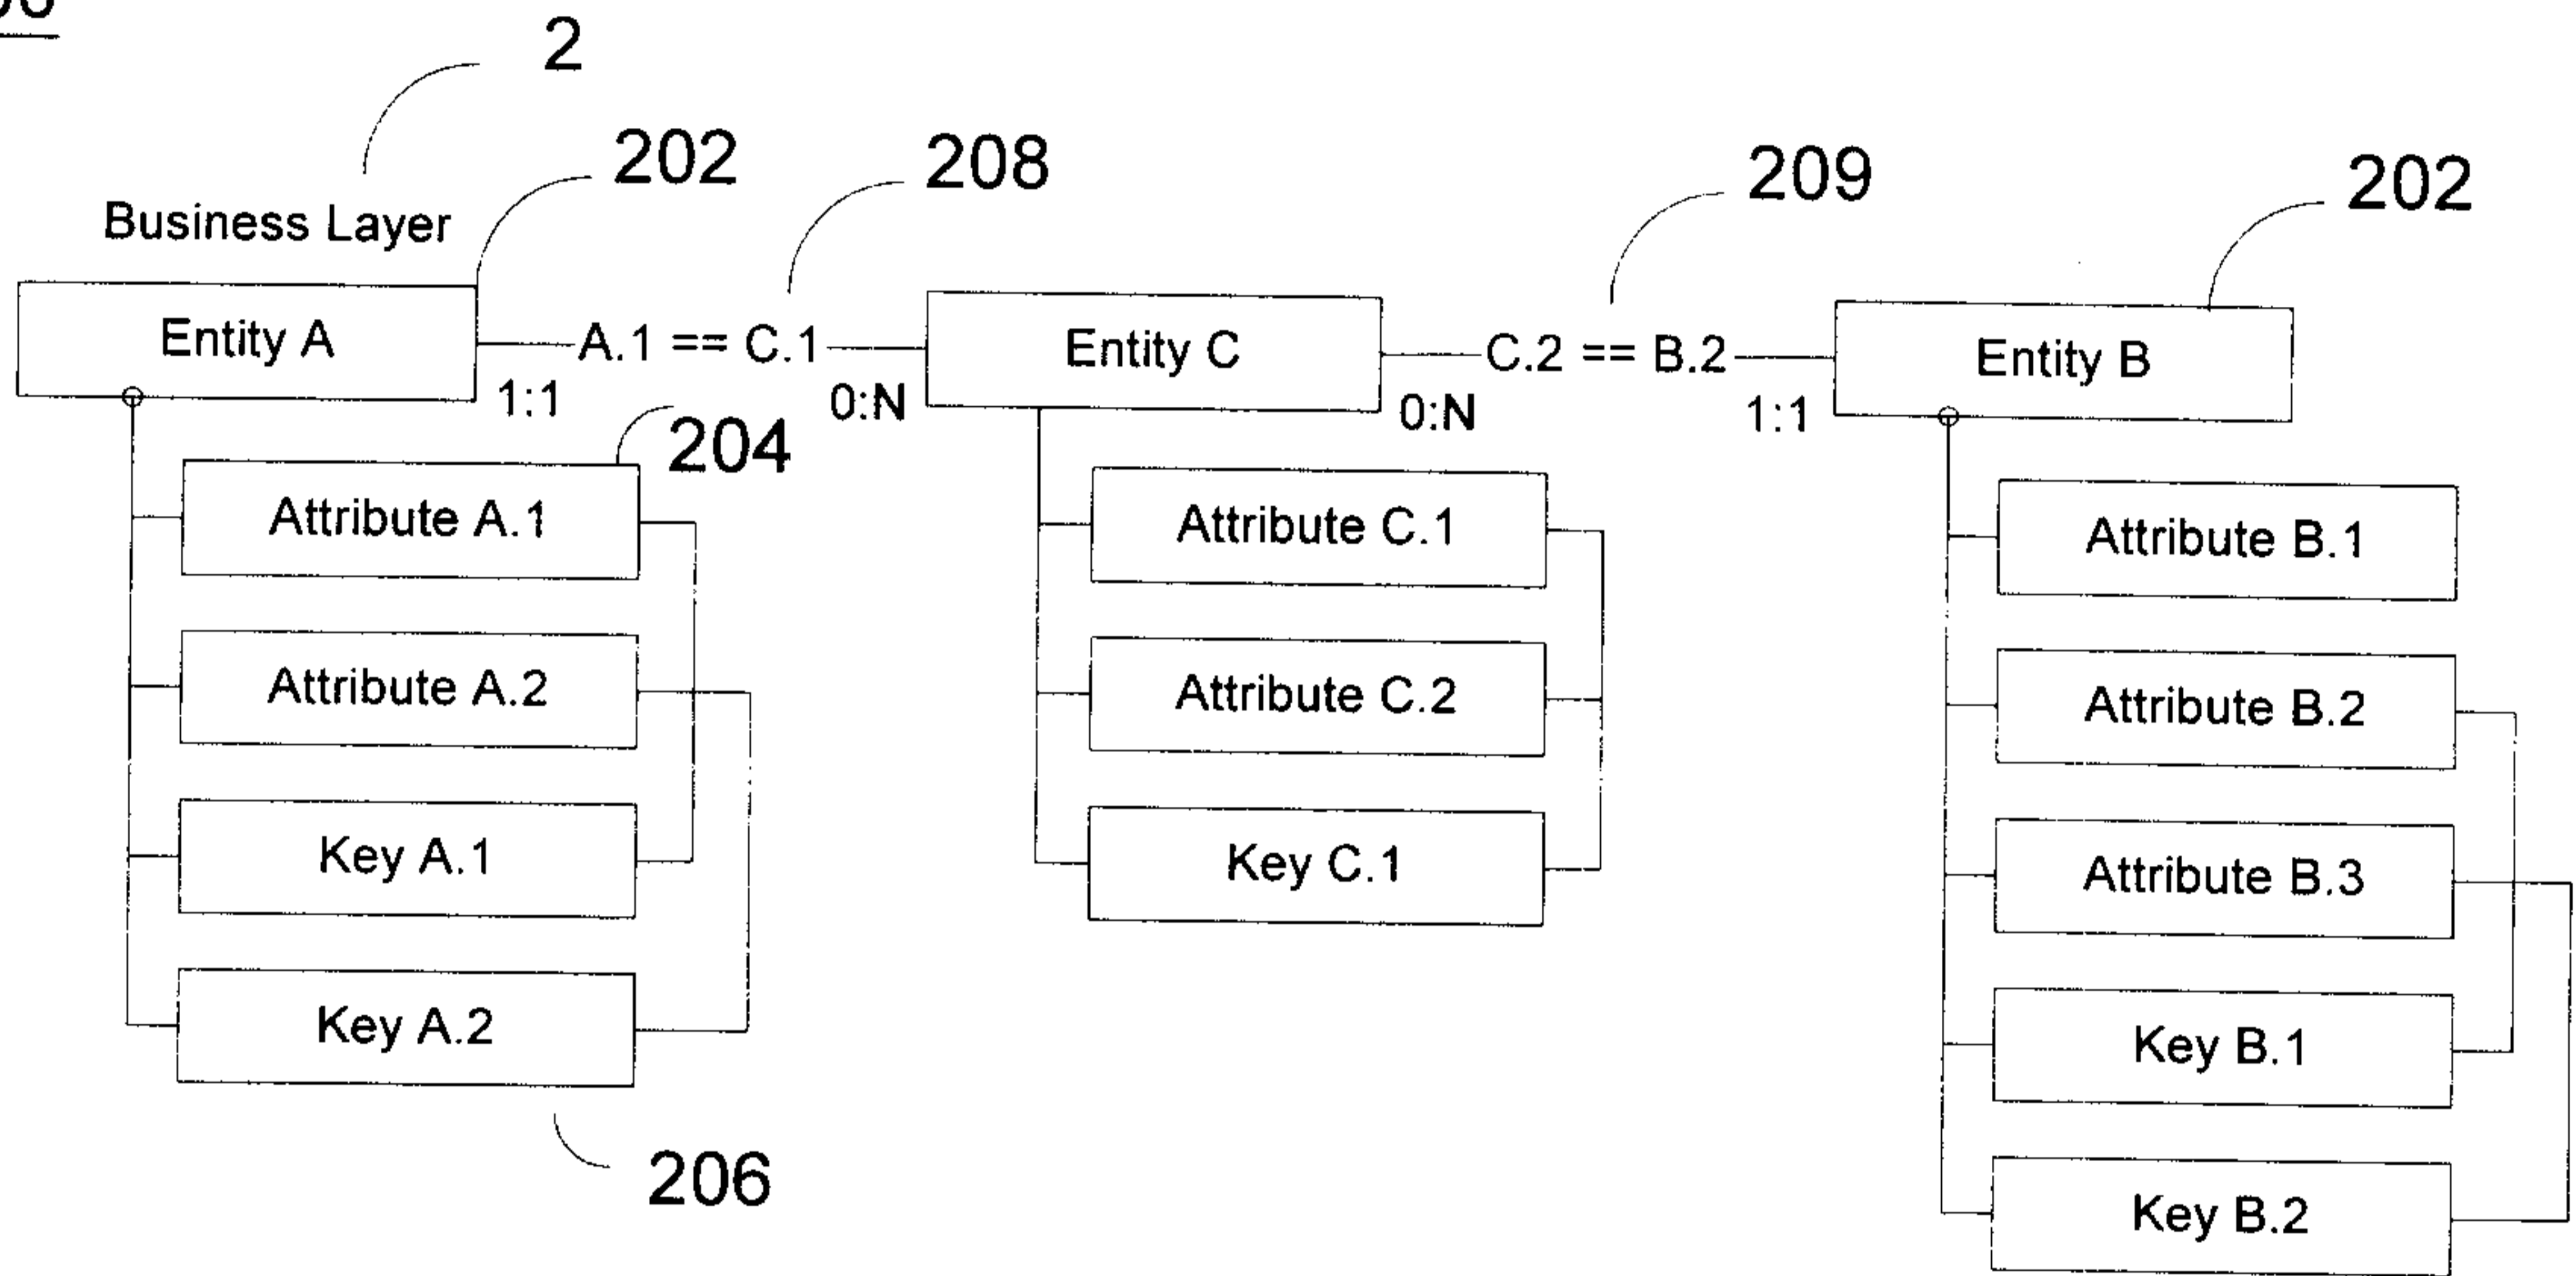 2
202
208
209
202
Business Layer
Entity A
A.1 == C.1
Entity C
C.2 == B.2
Entity B
1:1
0:N
0:N
1:1
204
Attribute A.1
Attribute C.1
Attribute B.1
Attribute A.2
Attribute C.2
Attribute B.2
Key A.1
Key C.1
Attribute B.3
Key A.2
Key B.1
206
Key B.2